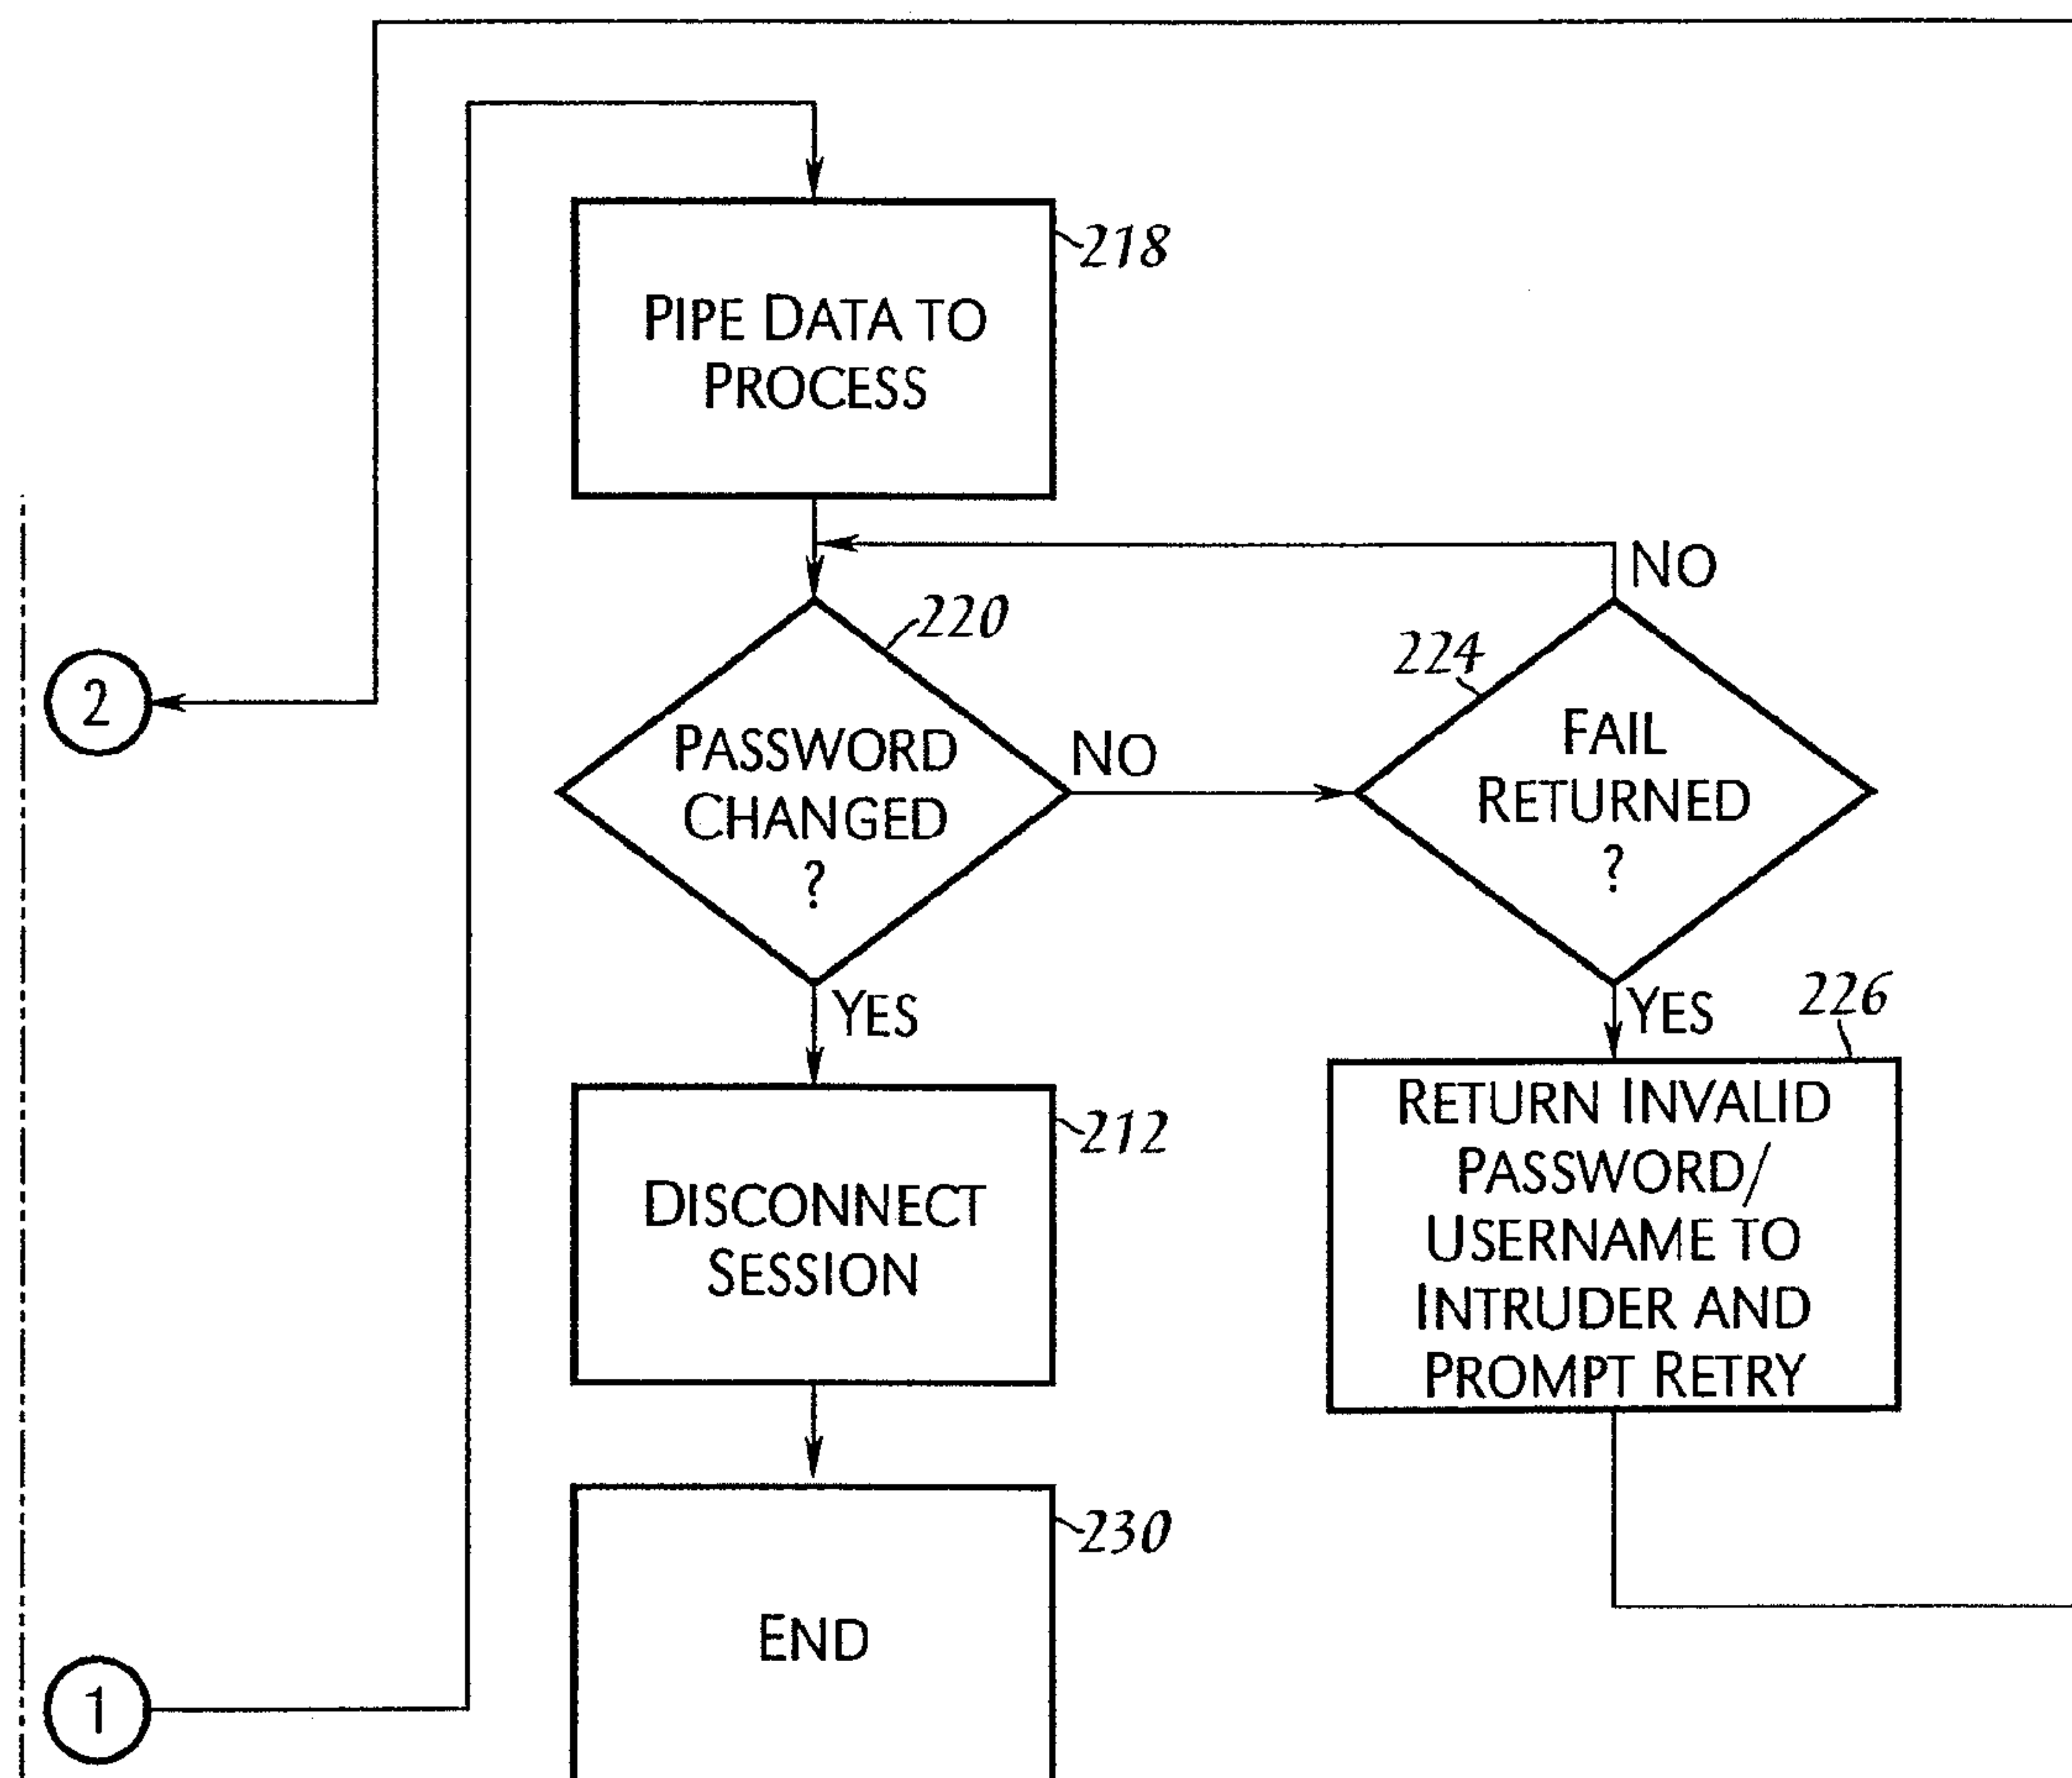 218
PIPE DATA TO
PROCESS
NO
220
224
2
PASSWORD
CHANGED
?
NO
FAIL
RETURNED
?
YES
YES
226
212
DISCONNECT
SESSION
RETURN INVALID
PASSWORD/
USERNAME TO
INTRUDER AND
PROMPT RETRY
230
END
1